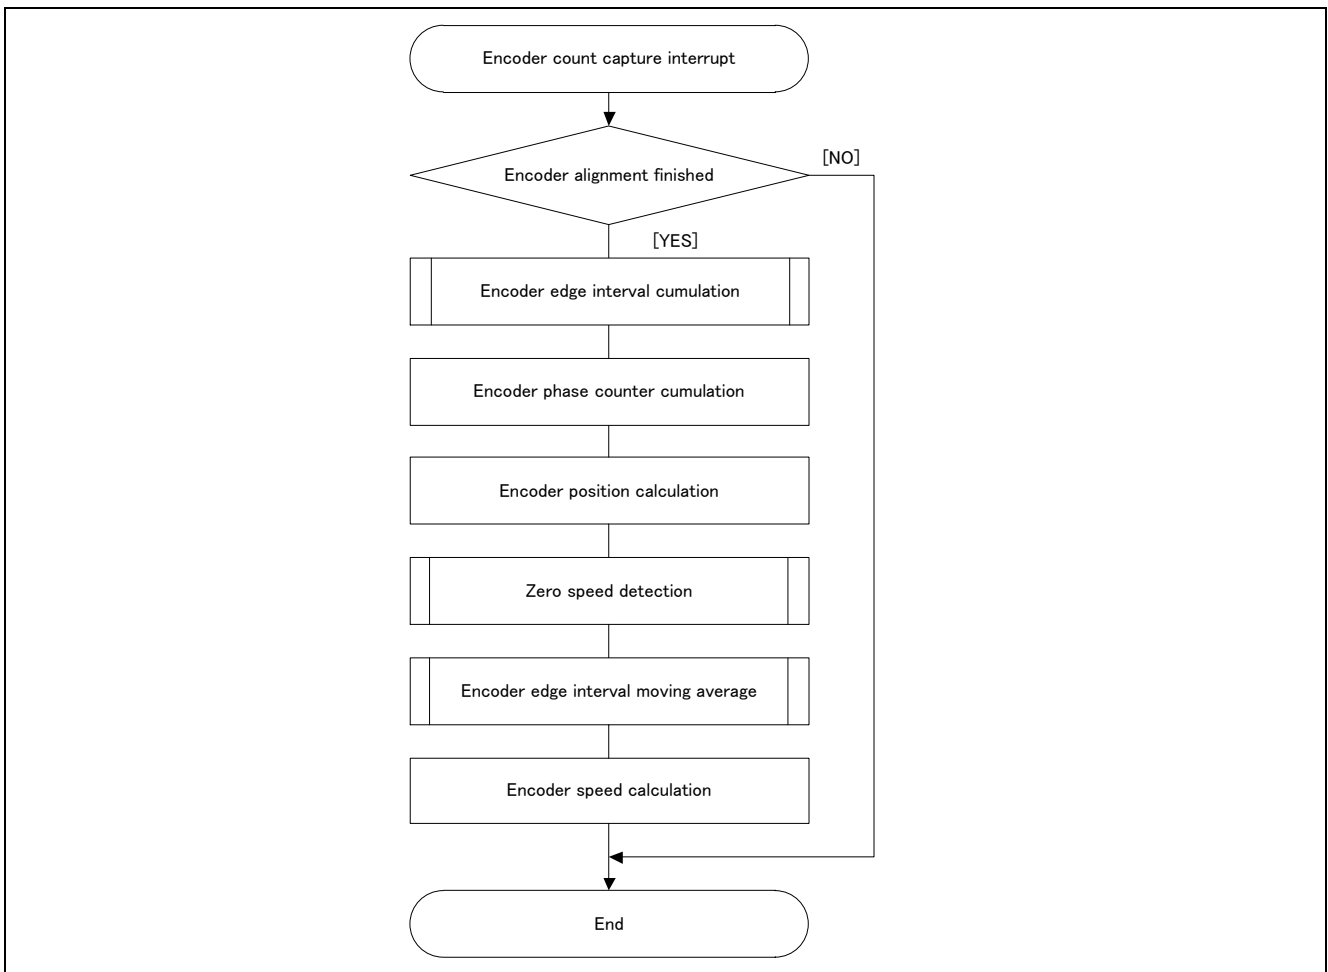 Encoder count capture interrupt
Encoder alignment finished
[NO]
[YES]
Encoder edge interval cumulation
Encoder phase counter cumulation
Encoder position calculation
Zero speed detection
Encoder edge interval moving average
Encoder speed calculation
End